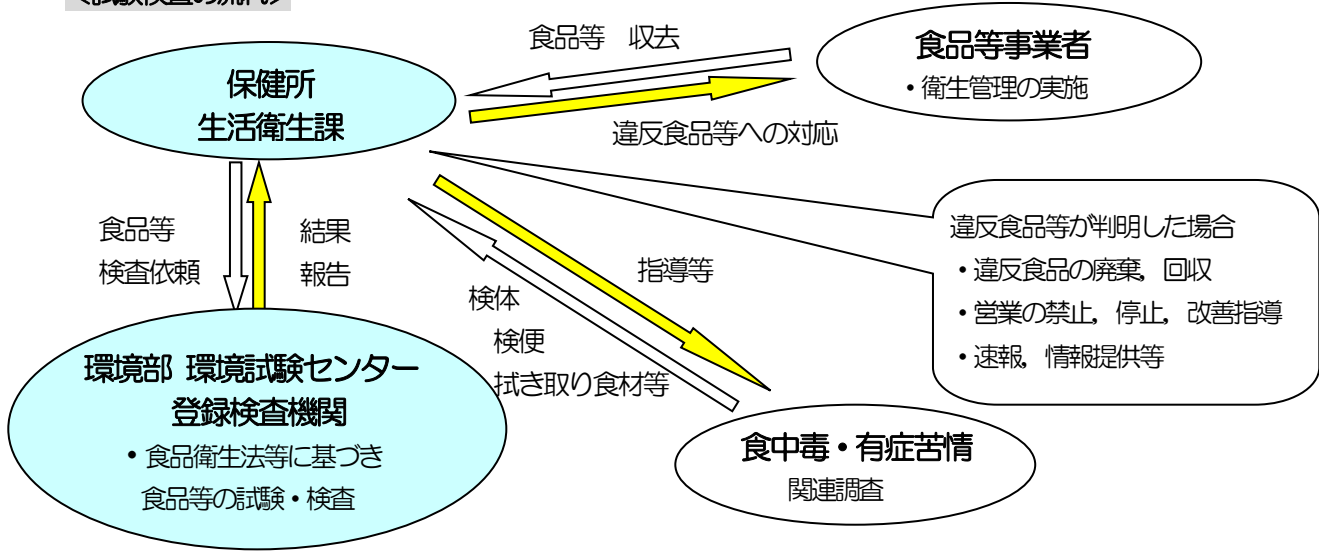 食品等　収去
食品等事業者
・衛生管理の実施
保健所
生活衛生課
違反食品等への対応
食品等
検査依頼
結果
報告
指導等
検体
検便
拭き取り食材等
違反食品等が判明した場合
・違反食品の廃棄，回収
・営業の禁止，停止，改善指導
・速報，情報提供等
環境部 環境試験センター
登録検査機関
・食品衛生法等に基づき
食品等の試験・検査
食中毒・有症苦情
関連調査